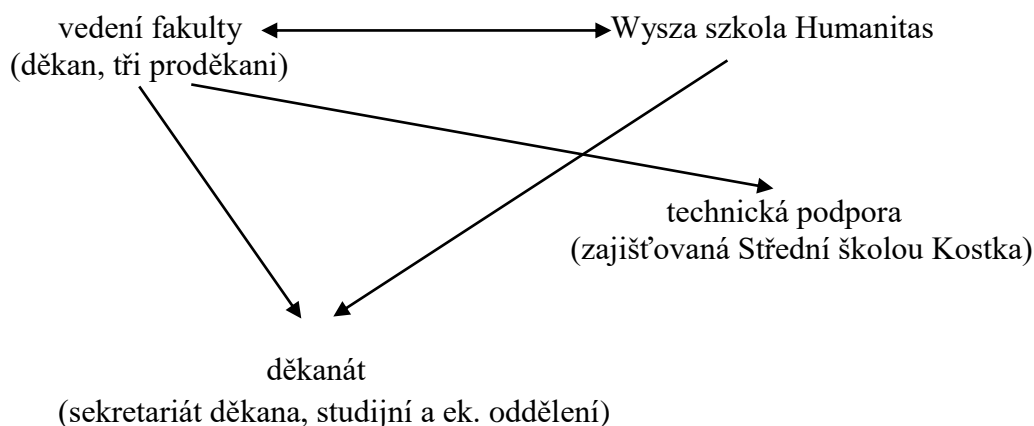 vedení fakulty
Wysza szkola Humanitas
(děkan, tři proděkani)
technická podpora
(zajišťovaná Střední školou Kostka)
děkanát
(sekretariát děkana, studijní a ek. oddělení)